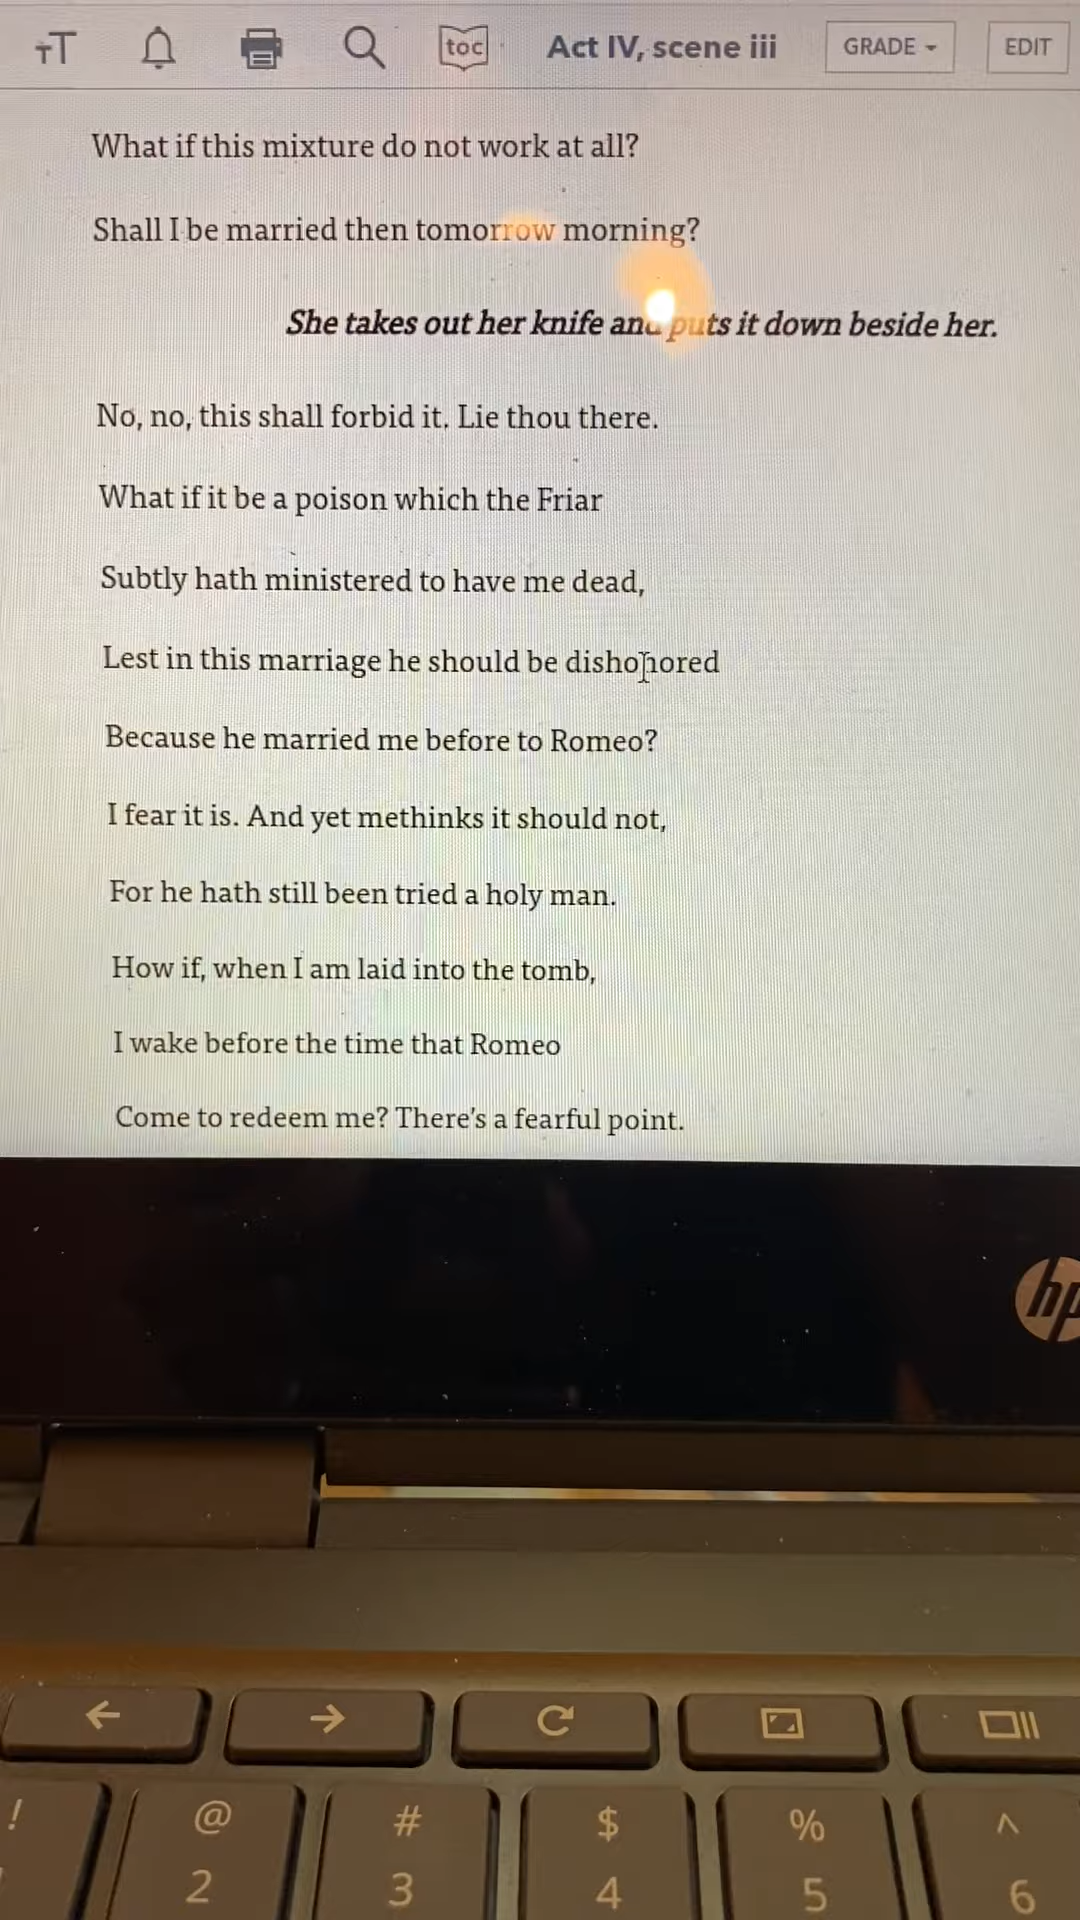 TT
toc
Act IV, scene iii
GRADE
EDIT
What if this mixture do not work at all?
Shall I be married then tomorrow morning?
She takes out her knife and puts it down beside her.
No, no, this shall forbid it. Lie thou there.
What if it be a poison which the Friar
Subtly hath ministered to have me dead,
Lest in this marriage he should be dishonored
Because he married me before to Romeo?
I fear it is. And yet methinks it should not,
For he hath still been tried a holy man.
How if, when I am laid into the tomb,
I wake before the time that Romeo
Come to redeem me? There's a fearful point.
hp
! @ # $ % ^
2 3 4 5 6